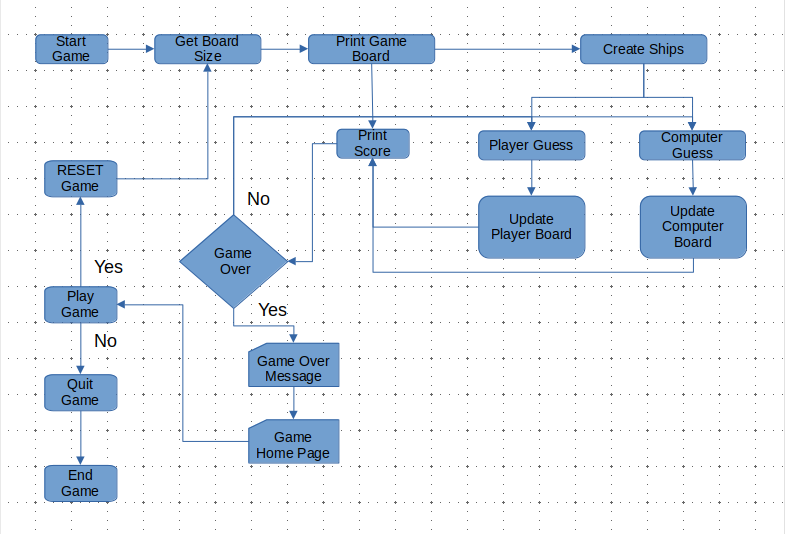 Start
Game
Get Board
Size
Print Game
Board
Create Ships
Print
Score
Player Guess
Computer
Guess
RESET
Game
No
Update
Player Board
Update
Computer
Board
Game
Over
Yes
Play
Game
Yes
No
Game Over
Message
Quit
Game
Game
Home Page
End
Game